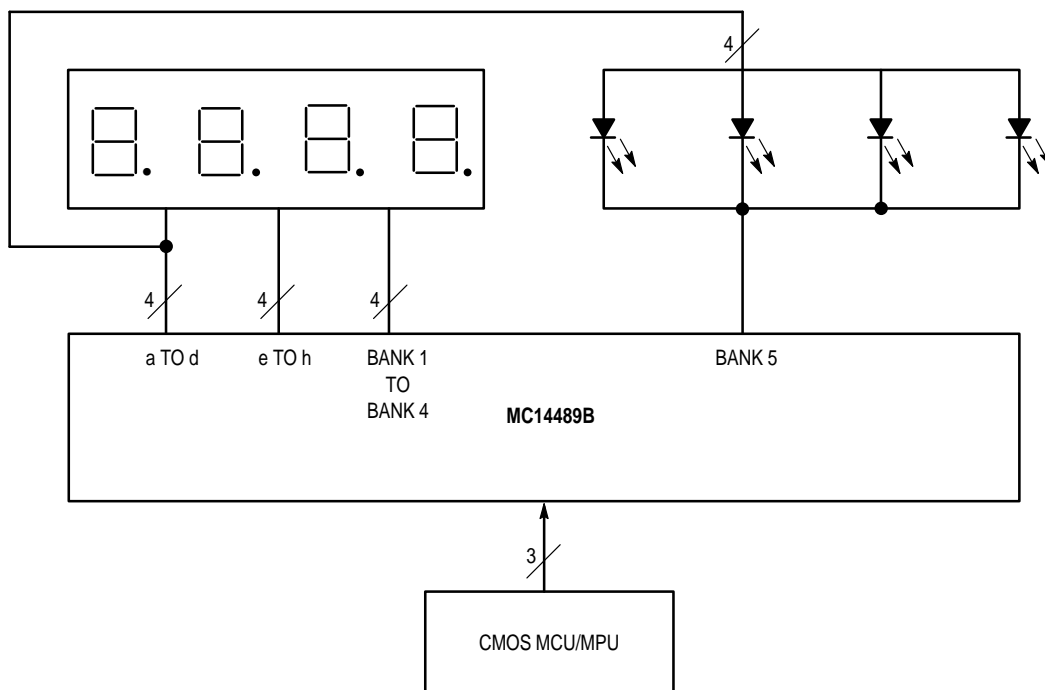 4
4
4
4
a TO d
e TO h
BANK 1
TO
BANK 4
BANK 5
MC14489B
3
CMOS MCU/MPU